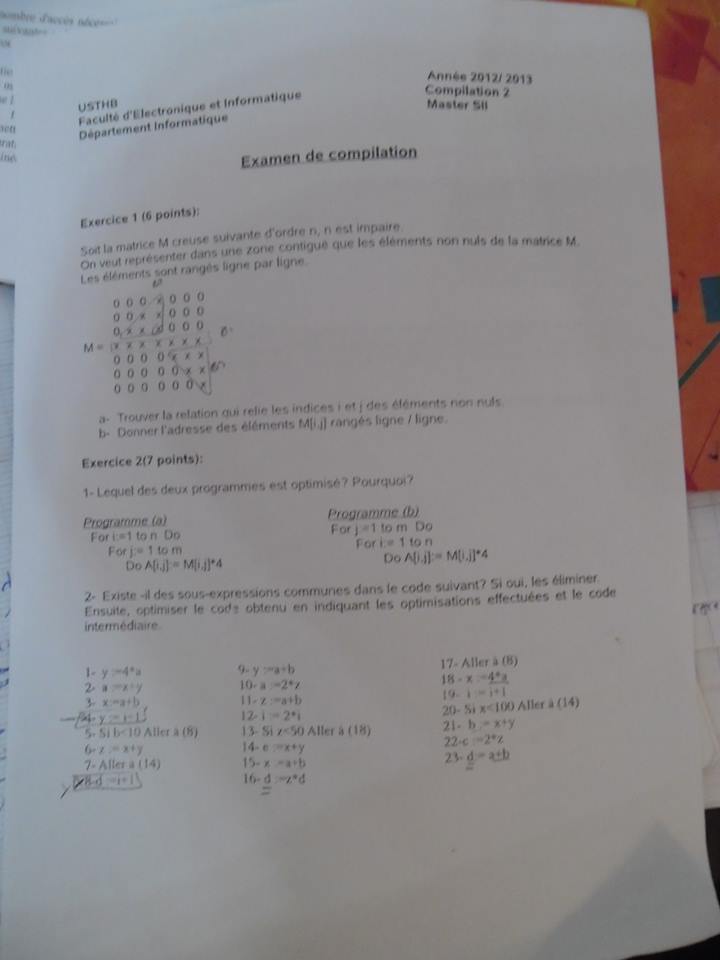 nombre d'accès
suivantes
USTHB
Faculté d'Electronique et Informatique
Département Informatique
Année 2012/ 2013
Compilation 2
Master SII
Examen de compilation
Exercice 1 (6 points):
Soit la matrice M creuse suivante d'ordre n, n est impaire.
On veut représenter dans une zone contiguë que les éléments non nuls de la matrice M.
Les éléments sont rangés ligne par ligne.
0 0 0 x 0 0 0
0 0 x x 0 0 0
0 x x x 0 0 0
M = x x x x x x x
0 0 0 0 x x x
0 0 0 0 0 x x
0 0 0 0 0 0 x
a- Trouver la relation qui relie les indices i et j des éléments non nuls.
b- Donner l'adresse des éléments M[i,j] rangés ligne / ligne.
Exercice 2(7 points):
1- Lequel des deux programmes est optimisé? Pourquoi?
Programme (a)
For i:=1 to n Do
For j:= 1 to m
Do A[i,j]:= M[i,j]*4
Programme (b)
For j:=1 to m Do
For i:= 1 to n
Do A[i,j]:= M[i,j]*4
2- Existe -il des sous-expressions communes dans le code suivant? Si oui, les éliminer.
Ensuite, optimiser le code obtenu en indiquant les optimisations effectuées et le code
intermédiaire.
1- y :=4*a
2- a :=x+y
3- x:=a+b
4- y := i-1
5- Si b<10 Aller à (8)
6- z := x+y
7- Aller à (14)
8-d :=i+1
9- y :=a+b
10- a :=2*z
11- z :=a+b
12- i := 2*i
13- Si z<50 Aller à (18)
14- e :=x+y
15- x :=a+b
16- d :=z*d
17- Aller à (8)
18 - x :=4*a
19- i := i+1
20- Si x<100 Aller à (14)
21- b := x+y
22-c :=2*z
23- d := a+b